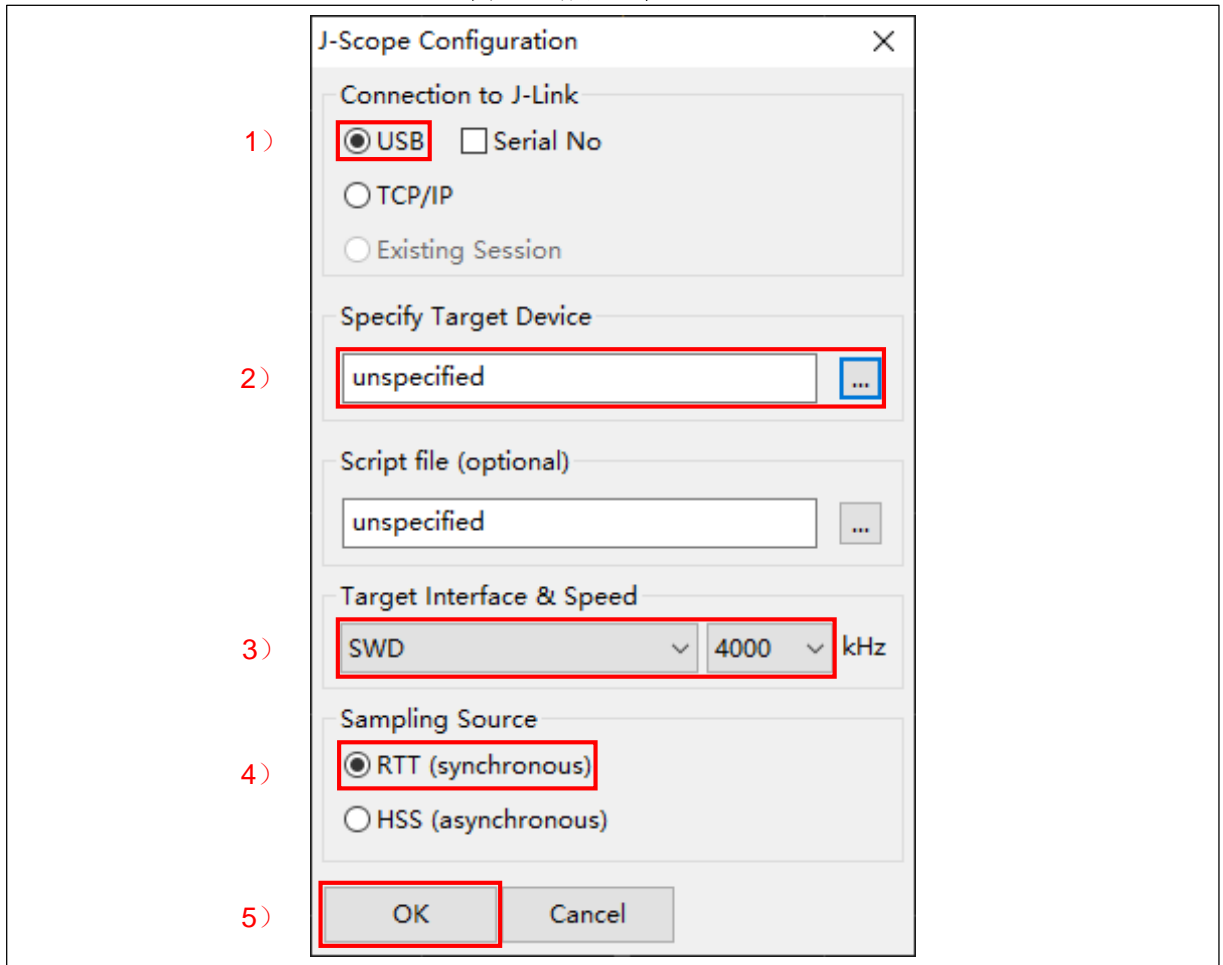 J-Scope Configuration
Connection to J-Link
1） USB Serial No
TCP/IP
Existing Session
Specify Target Device
2） unspecified ...
Script file (optional)
unspecified ...
Target Interface & Speed
3） SWD 4000 kHz
Sampling Source
4） RTT (synchronous)
HSS (asynchronous)
5） OK Cancel